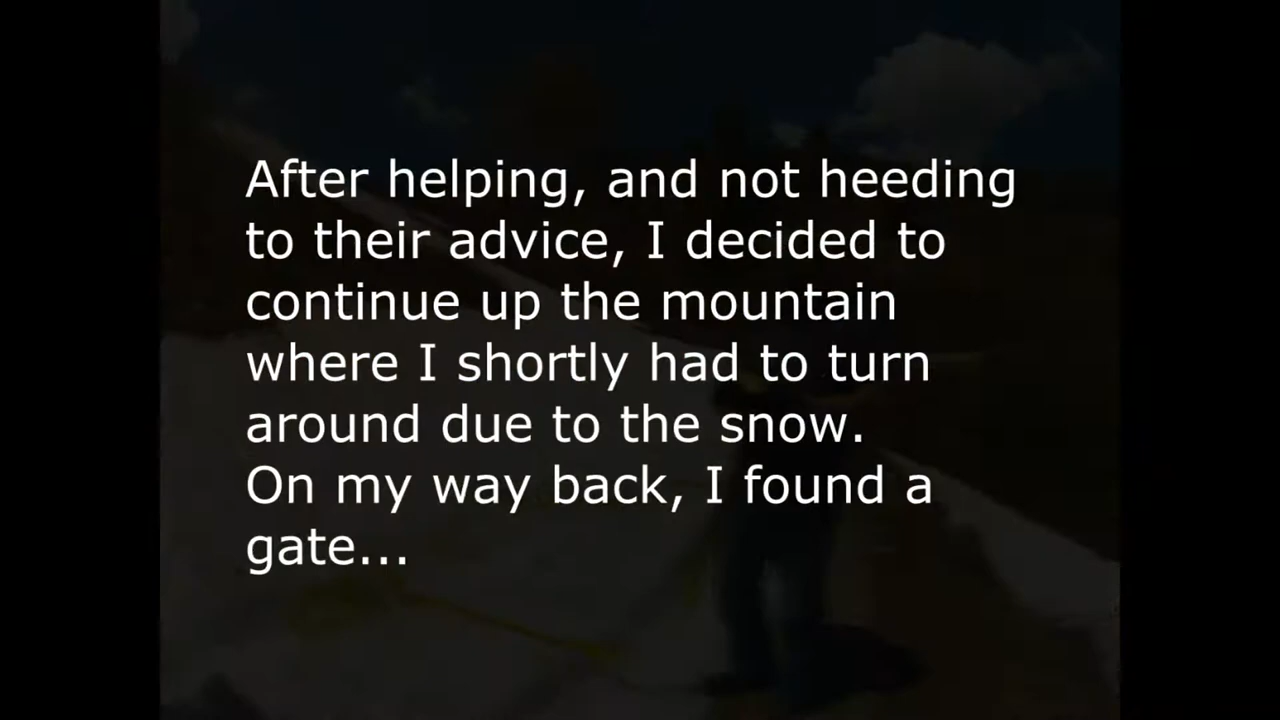 After helping, and not heeding
to their advice, I decided to
continue up the mountain
where I shortly had to turn
around due to the snow.
On my way back, I found a
gate...